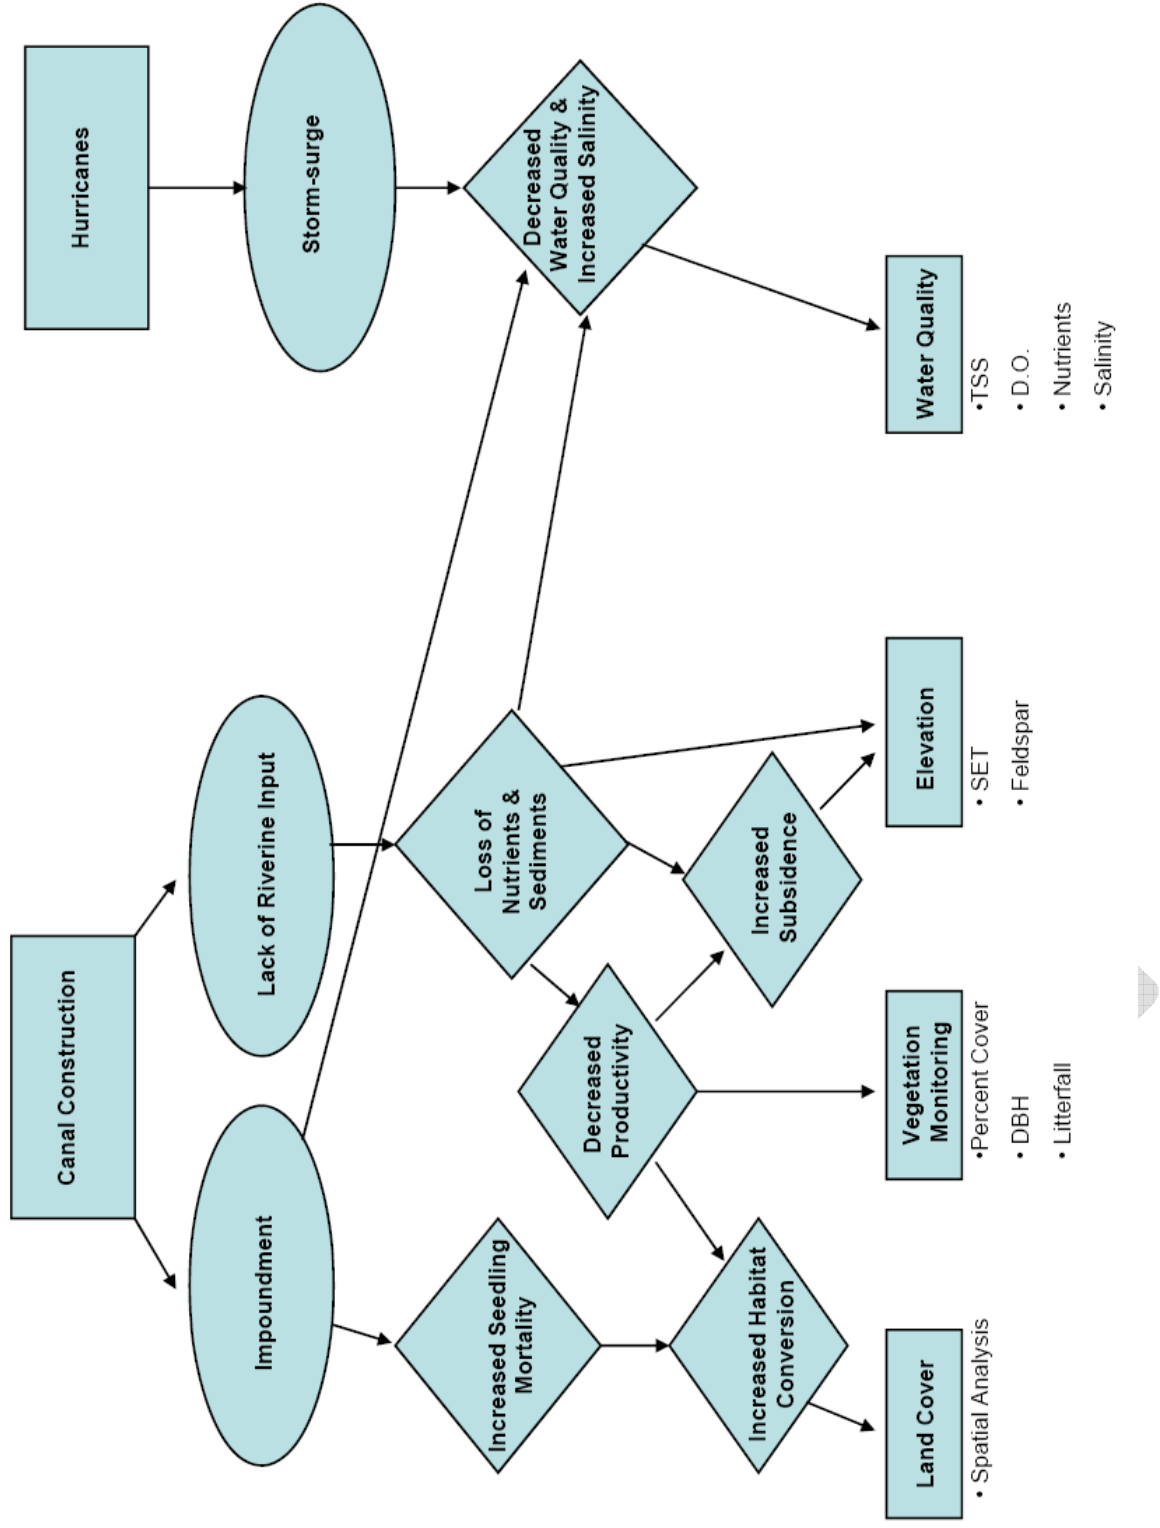 Canal Construction
Hurricanes
Impoundment
Lack of Riverine Input
Storm-surge
Increased Seedling
Mortality
Loss of
Nutrients &
Sediments
Decreased
Water Quality &
Increased Salinity
Decreased
Productivity
Increased Habitat
Conversion
Increased
Subsidence
Land Cover
• Spatial Analysis
Vegetation
Monitoring
•Percent Cover
• DBH
• Litterfall
Elevation
• SET
• Feldspar
Water Quality
•TSS
• D.O.
• Nutrients
• Salinity